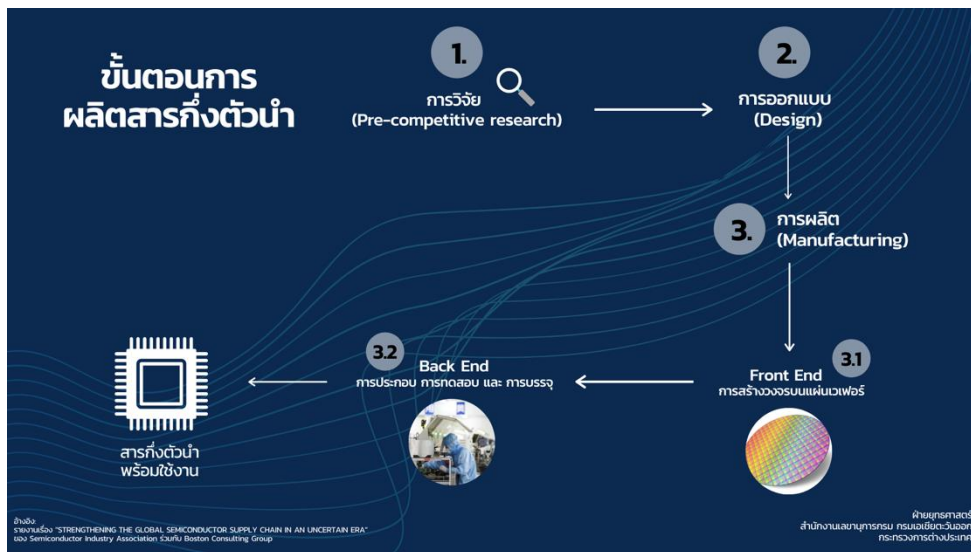 ขั้นตอนการ
ผลิตสารกึ่งตัวนำ
1.
การวิจัย
(Pre-competitive research)
2.
การออกแบบ
(Design)
3.
การผลิต
(Manufacturing)
3.1
Front End
การสร้างวงจรบนแผ่นเวเฟอร์
3.2
Back End
การประกอบ การทดสอบ และ การบรรจุ
สารกึ่งตัวนำ
พร้อมใช้งาน
อ้างอิง:
รายงานเรื่อง "STRENGTHENING THE GLOBAL SEMICONDUCTOR SUPPLY CHAIN IN AN UNCERTAIN ERA"
ของ Semiconductor Industry Association ร่วมกับ Boston Consulting Group
ฝ่ายยุทธศาสตร์
สำนักงานเลขานุการกรม กรมเอเชียตะวันออก
กระทรวงการต่างประเทศ